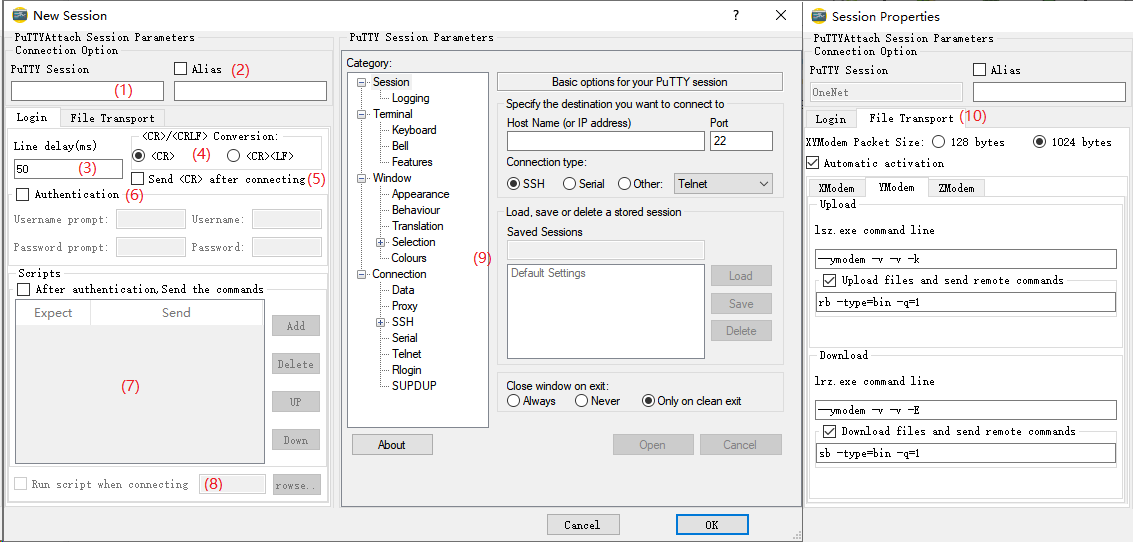 New Session
?
PuTTYAttach Session Parameters
Connection Option
PuTTY Session
Alias
(2)
(1)
Login
File Transport
Line delay(ms)
<CR>/<CRLF> Conversion:
50
(3)
<CR>
(4)
<CR><LF>
Send <CR> after connecting
(5)
Authentication
(6)
Username prompt:
Username:
Password prompt:
Password:
Scripts
After authentication,Send the commands
Expect
Send
(7)
Add
Delete
UP
Down
Run script when connecting
(8)
rowse..
PuTTY Session Parameters
Category:
Session
Logging
Terminal
Keyboard
Bell
Features
Window
Appearance
Behaviour
Translation
Selection
Colours
Connection
Data
Proxy
SSH
Serial
Telnet
Rlogin
SUPDUP
(9)
About
Basic options for your PuTTY session
Specify the destination you want to connect to
Host Name (or IP address)
Port
22
Connection type:
SSH
Serial
Other:
Telnet
Load, save or delete a stored session
Saved Sessions
Default Settings
Load
Save
Delete
Close window on exit:
Always
Never
Only on clean exit
Open
Cancel
Cancel
OK
Session Properties
PuTTYAttach Session Parameters
Connection Option
PuTTY Session
Alias
OneNet
Login
File Transport
(10)
XYModem Packet Size:
128 bytes
1024 bytes
Automatic activation
XModem
YModem
ZModem
Upload
lsz.exe command line
--ymodem -v -v -k
Upload files and send remote commands
rb -type=bin -q=1
Download
lrz.exe command line
--ymodem -v -v -E
Download files and send remote commands
sb -type=bin -q=1